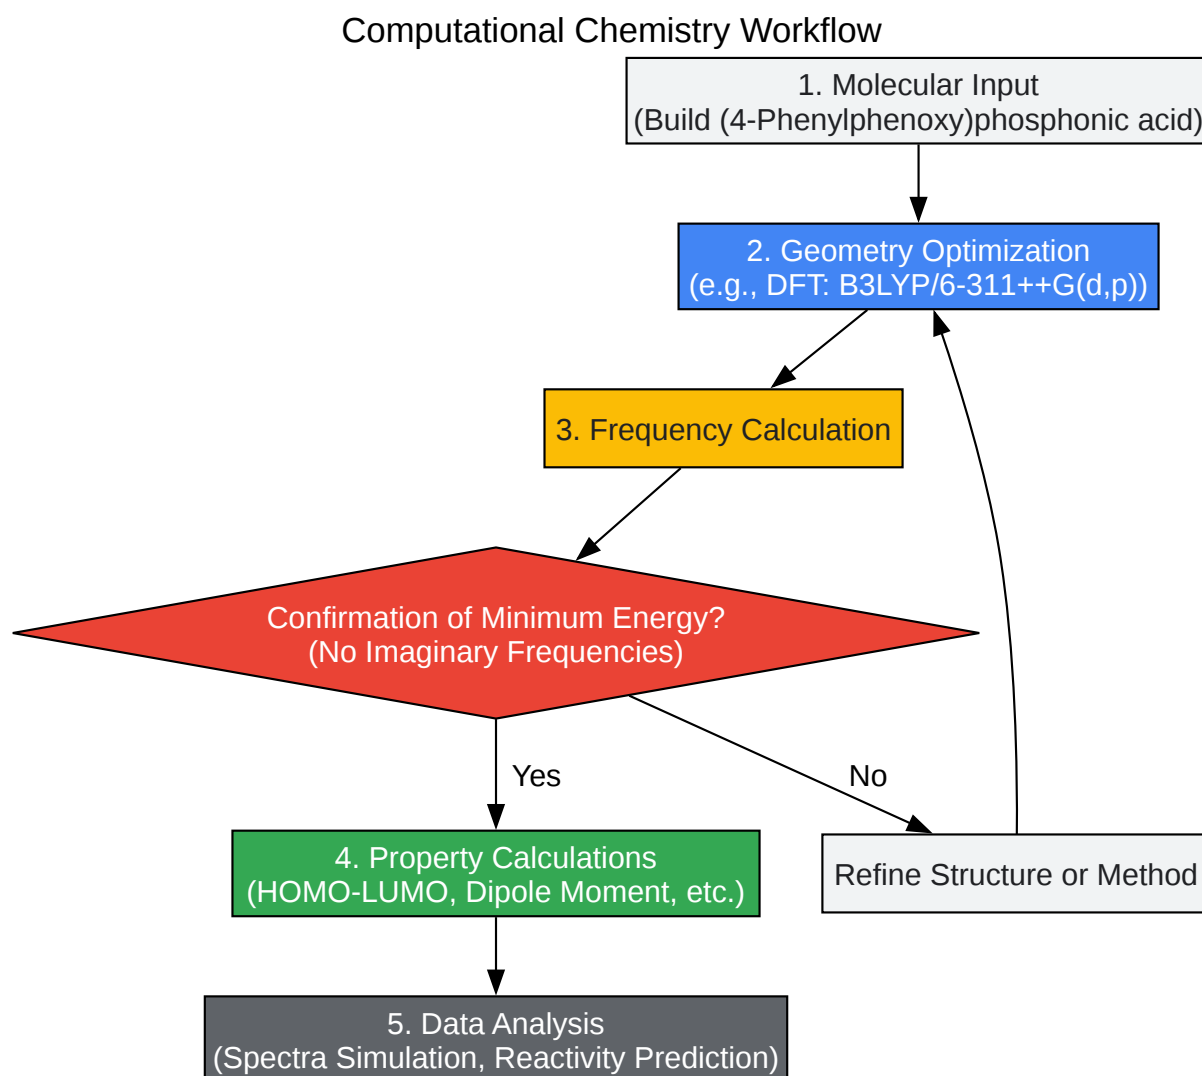 Computational Chemistry Workflow
1. Molecular Input
(Build (4-Phenylphenoxy)phosphonic acid)
2. Geometry Optimization
(e.g., DFT: B3LYP/6-311++G(d,p))
3. Frequency Calculation
Confirmation of Minimum Energy?
(No Imaginary Frequencies)
Yes
No
4. Property Calculations
(HOMO-LUMO, Dipole Moment, etc.)
Refine Structure or Method
5. Data Analysis
(Spectra Simulation, Reactivity Prediction)